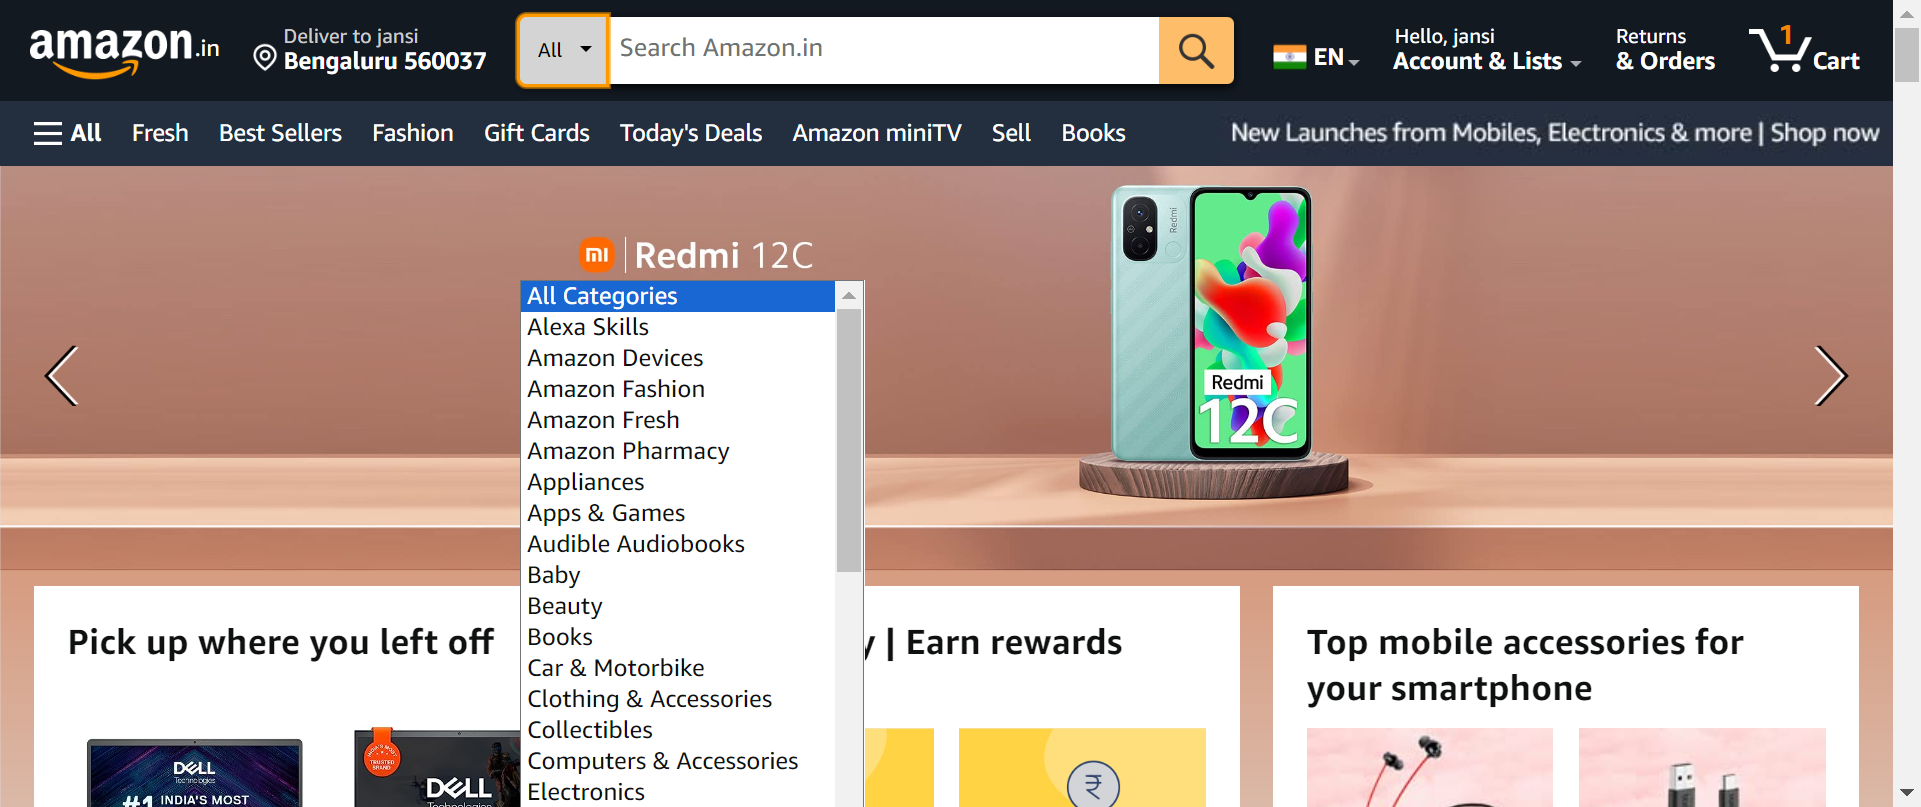 amazon.in
Deliver to jansi
Bengaluru 560037
All
Search Amazon.in
EN
Hello, jansi
Account & Lists
Returns
& Orders
1
Cart
All
Fresh
Best Sellers
Fashion
Gift Cards
Today's Deals
Amazon miniTV
Sell
Books
New Launches from Mobiles, Electronics & more | Shop now
mi
Redmi 12C
Redmi
Redmi
12C
All Categories
Alexa Skills
Amazon Devices
Amazon Fashion
Amazon Fresh
Amazon Pharmacy
Appliances
Apps & Games
Audible Audiobooks
Baby
Beauty
Books
Car & Motorbike
Clothing & Accessories
Collectibles
Computers & Accessories
Electronics
Pick up where you left off
y | Earn rewards
Top mobile accessories for
your smartphone
DELL
Technologies
#1 INDIA'S MOST
INDIA'S MOST
TRUSTED
BRAND
DELL
Technologies
₹